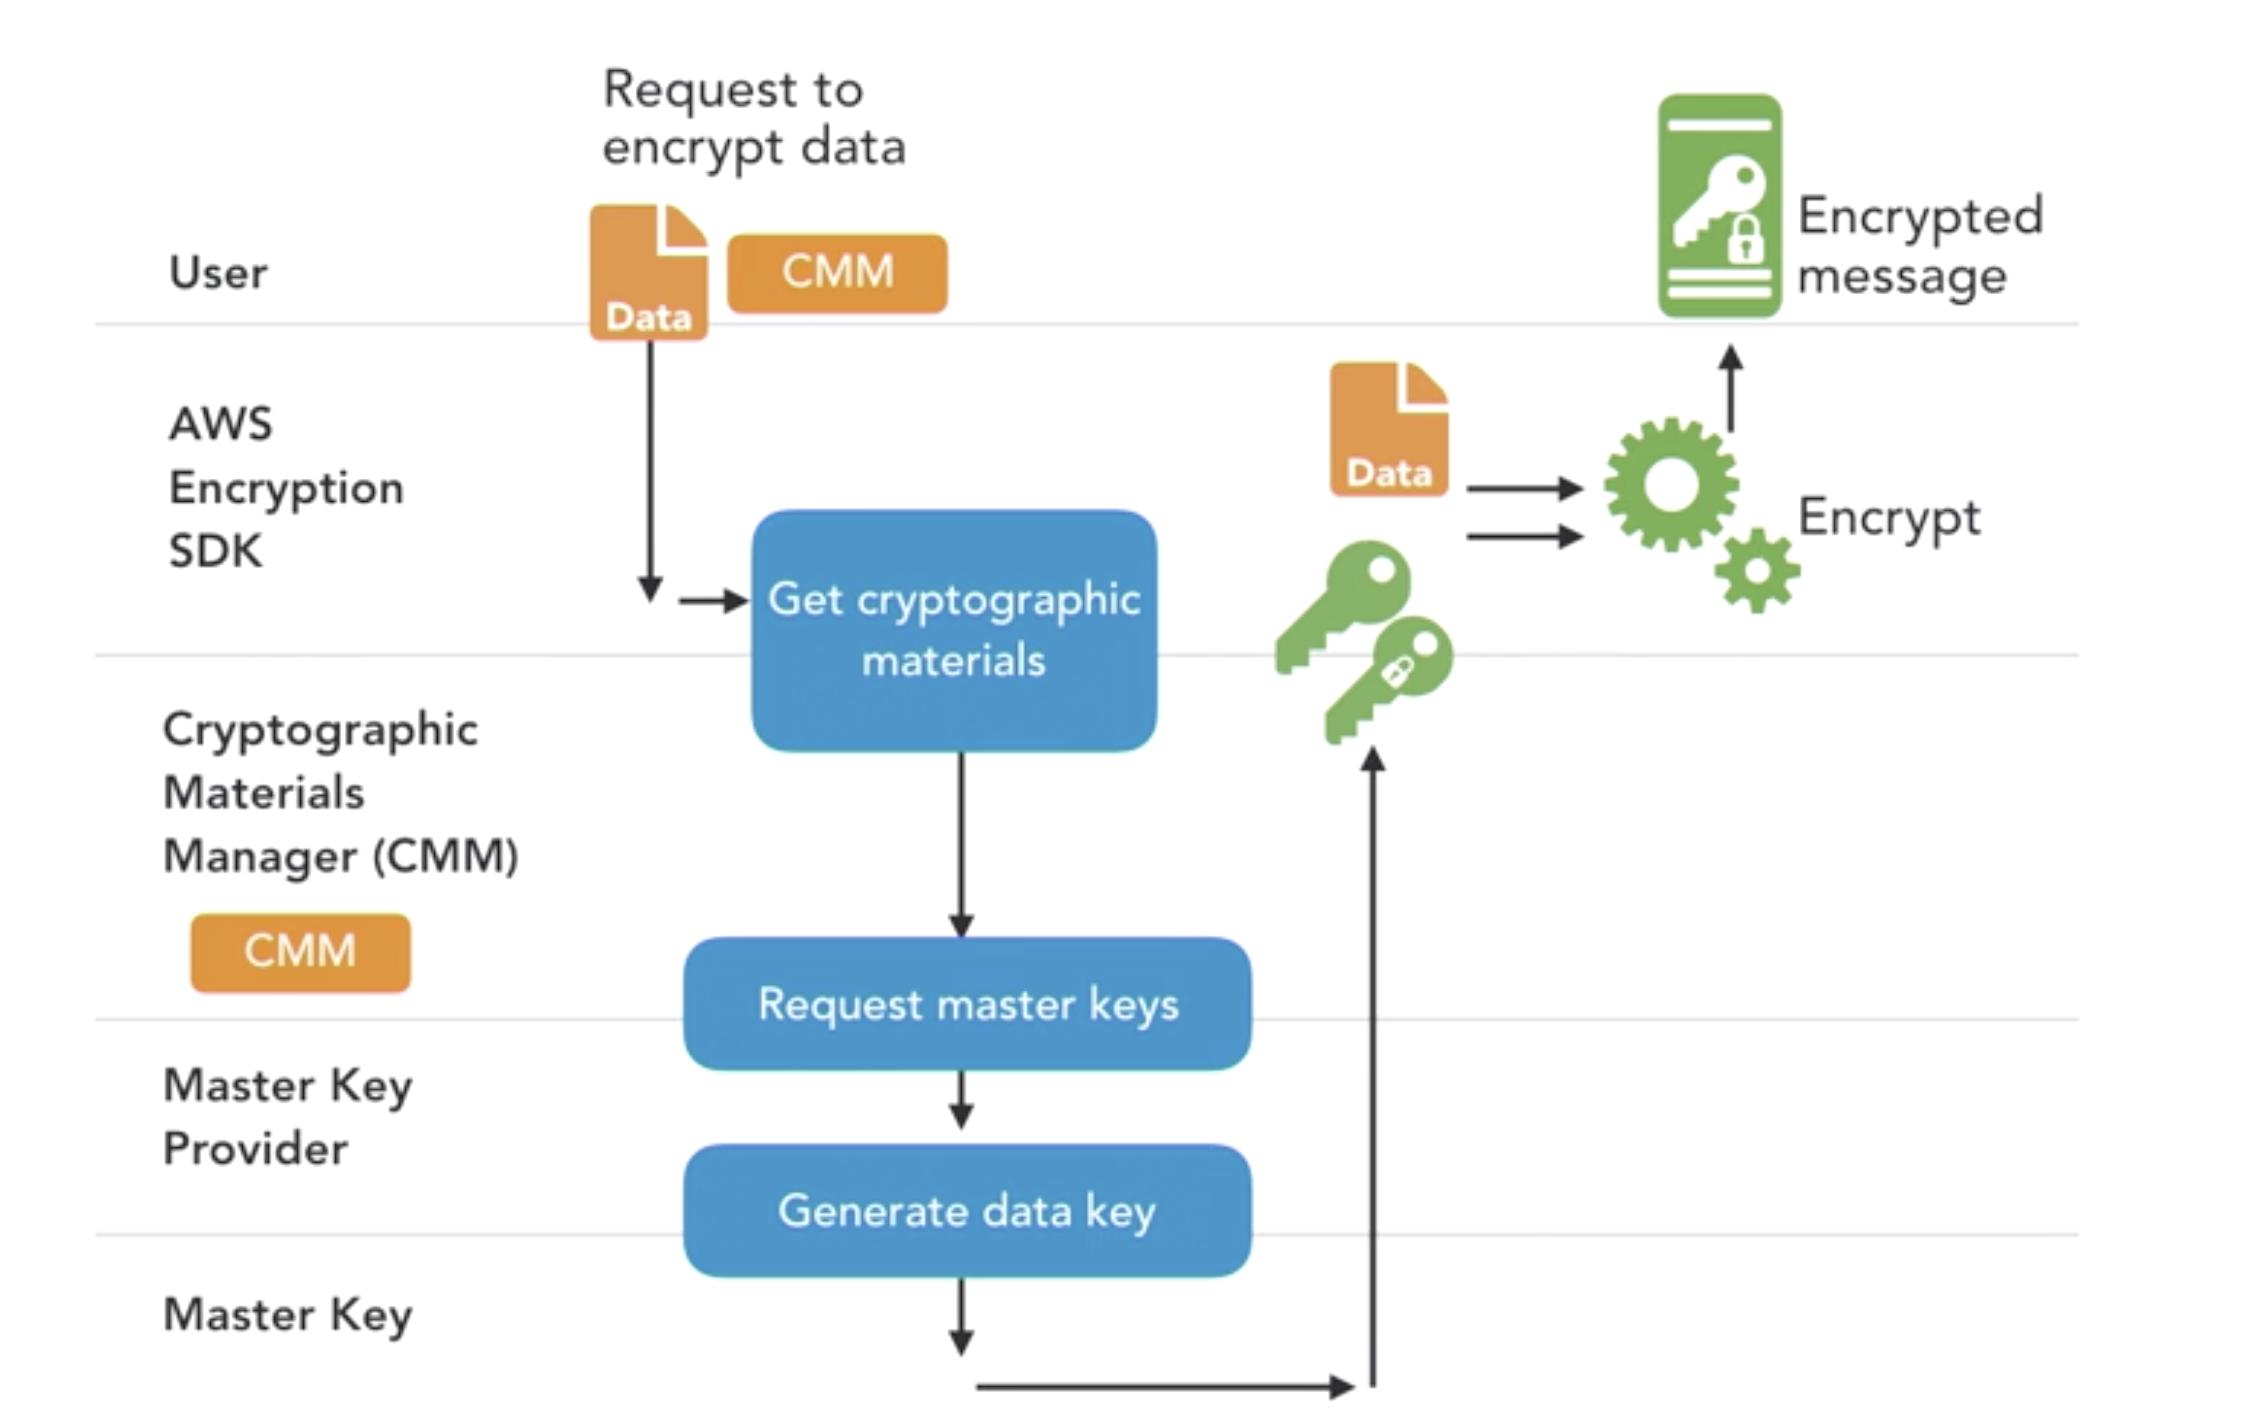 Request to
encrypt data
User
Data
CMM
Encrypted
message
AWS
Encryption
SDK
Data
Encrypt
Get cryptographic
materials
Cryptographic
Materials
Manager (CMM)
CMM
Request master keys
Master Key
Provider
Generate data key
Master Key